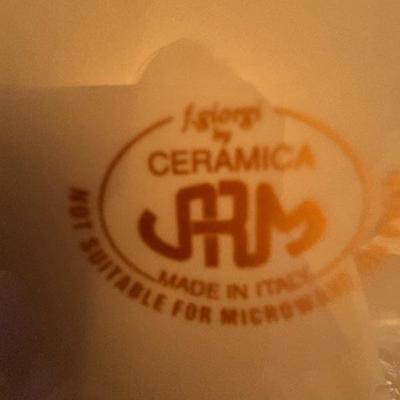 f.giorgi
by
CERAMICA
ARM
MADE IN ITALY
NOT SUITABLE FOR MICROWAVE